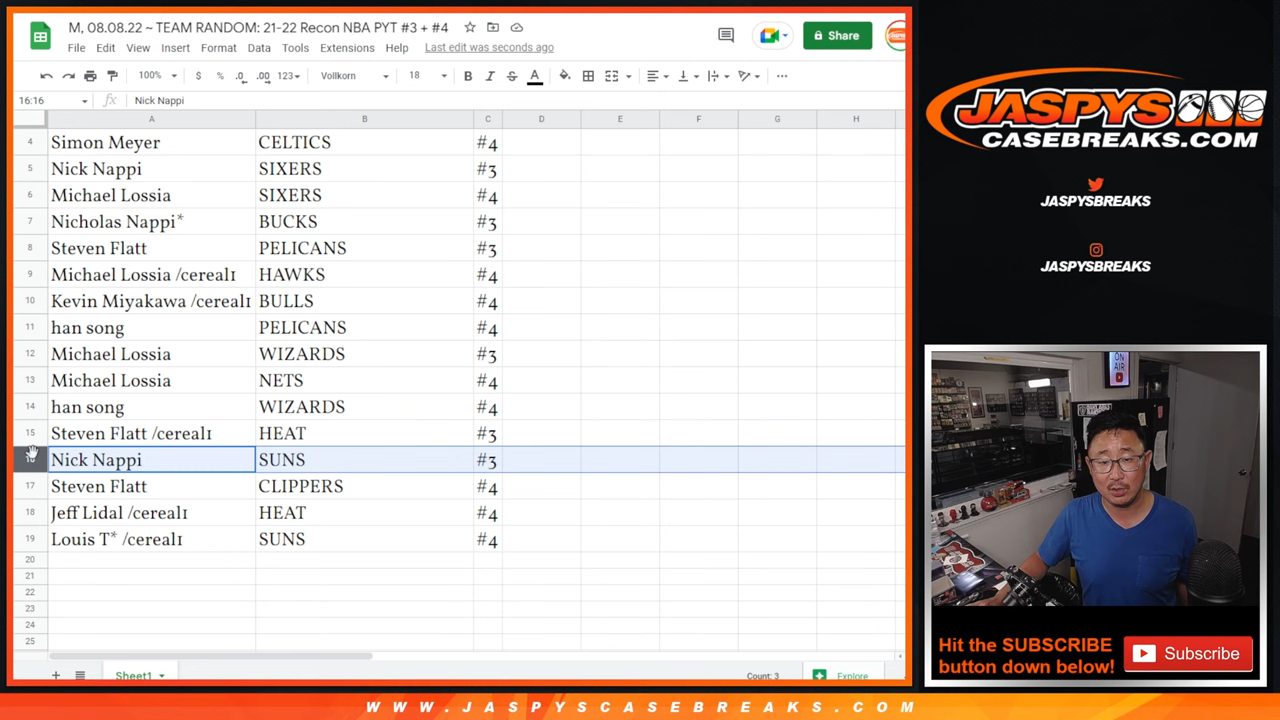 M, 08.08.22 ~ TEAM RANDOM: 21-22 Recon NBA PYT #3 + #4
File Edit View Insert Format Data Tools Extensions Help Last edit was seconds ago
Share
100% $ % .0 .00 123 Vollkorn 18 B I S A
16:16 fx Nick Nappi
A B C D E F G H
4 Simon Meyer CELTICS #4
5 Nick Nappi SIXERS #3
6 Michael Lossia SIXERS #4
7 Nicholas Nappi* BUCKS #3
8 Steven Flatt PELICANS #3
9 Michael Lossia /cereal1 HAWKS #4
10 Kevin Miyakawa /cereal1 BULLS #4
11 han song PELICANS #4
12 Michael Lossia WIZARDS #3
13 Michael Lossia NETS #4
14 han song WIZARDS #4
15 Steven Flatt /cereal1 HEAT #3
Nick Nappi SUNS #3
17 Steven Flatt CLIPPERS #4
18 Jeff Lidal /cereal1 HEAT #4
19 Louis T* /cereal1 SUNS #4
20
21
22
23
24
25
+ Sheet1 Count: 3 Explore
JASPYS
CASEBREAKS.COM
JASPYSBREAKS
JASPYSBREAKS
ON
AIR
Hit the SUBSCRIBE
button down below!
Subscribe
WWW.JASPYSCASEBREAKS.COM